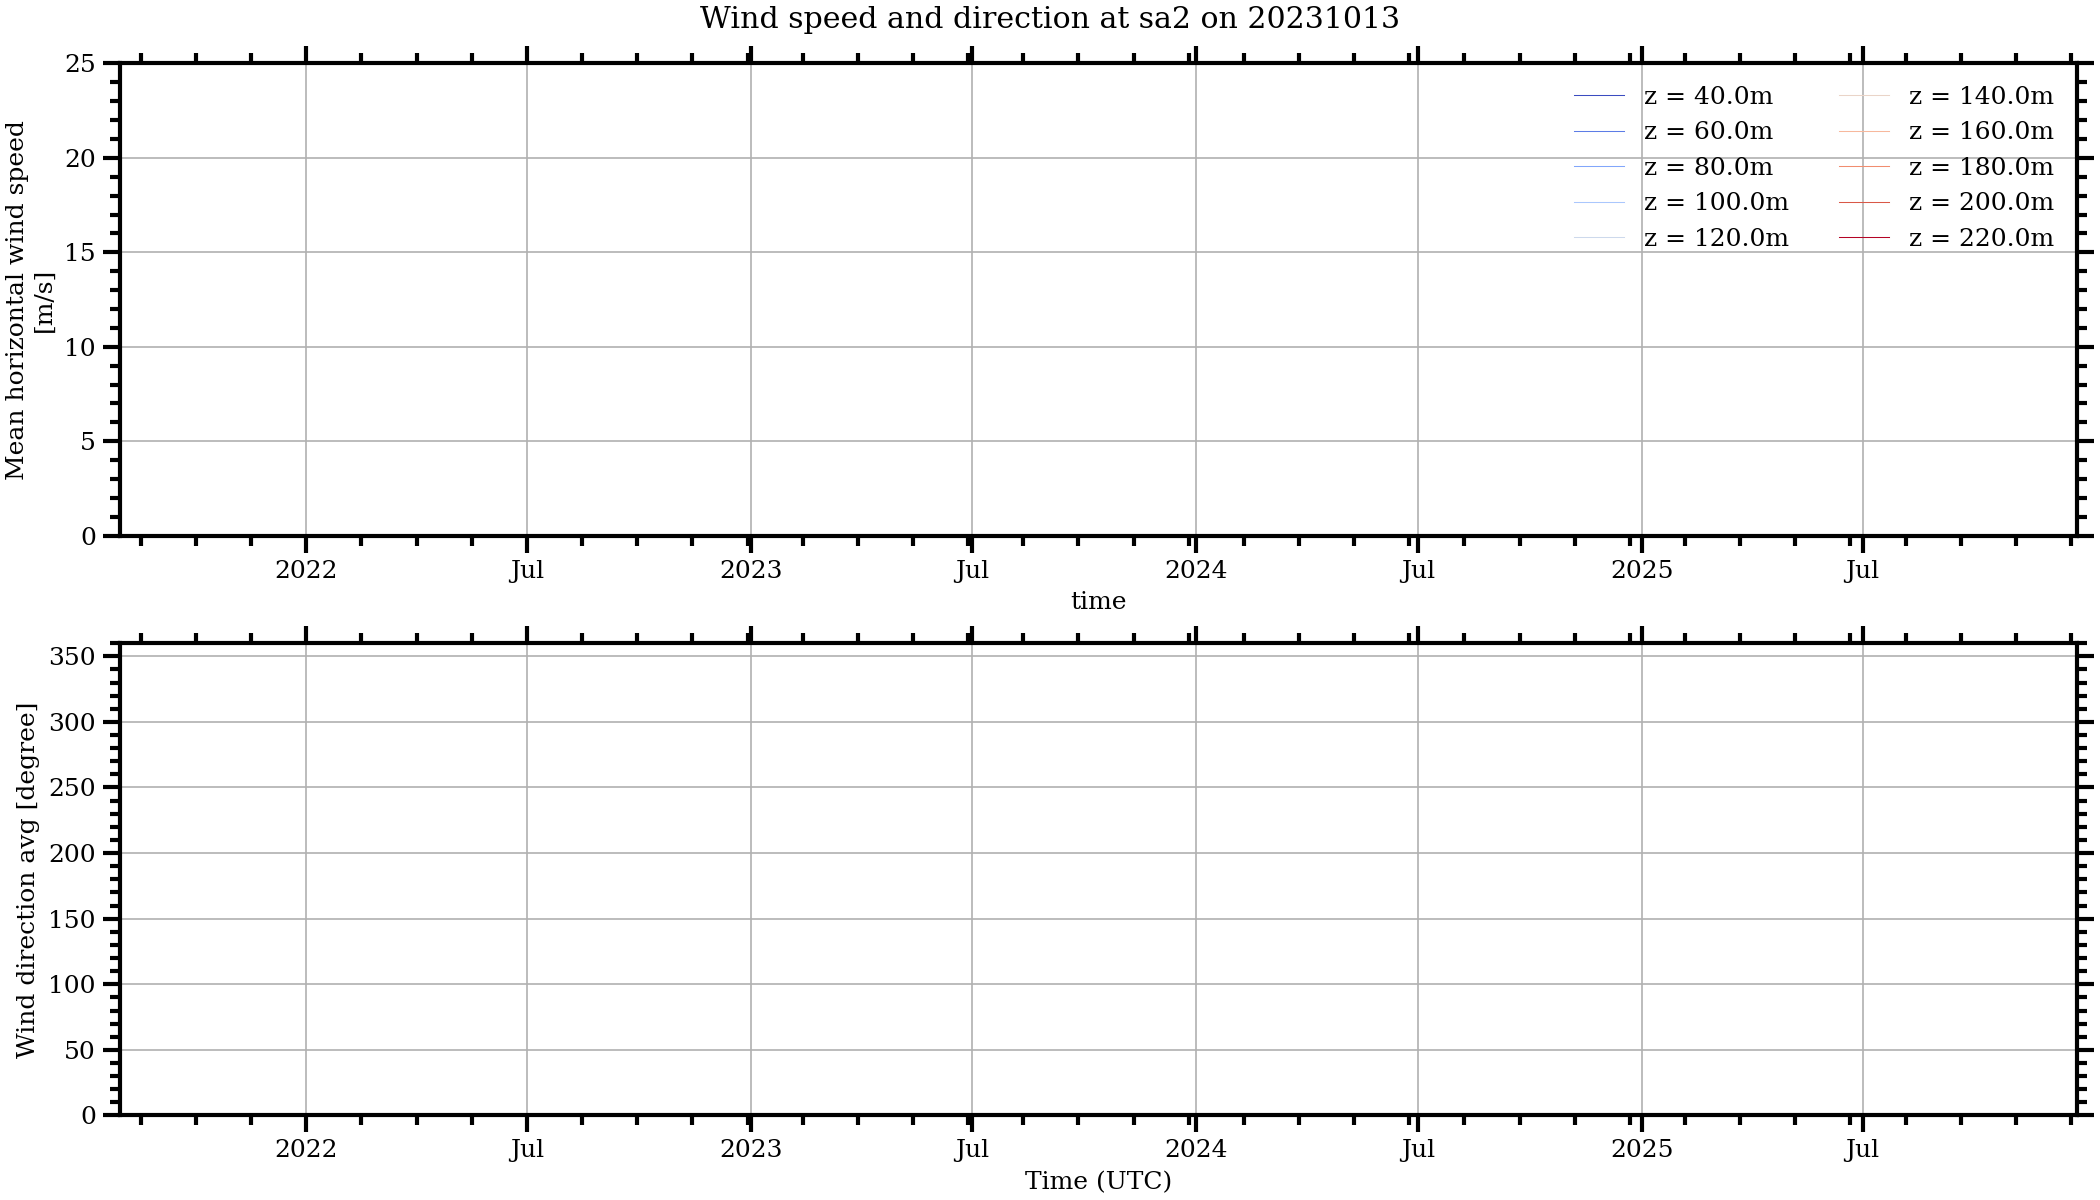 Wind speed and direction at sa2 on 20231013
Mean horizontal wind speed
[m/s]
25
20
15
10
5
0
z = 40.0m
z = 60.0m
z = 80.0m
z = 100.0m
z = 120.0m
z = 140.0m
z = 160.0m
z = 180.0m
z = 200.0m
z = 220.0m
2022 Jul 2023 Jul 2024 Jul 2025 Jul
time
Wind direction avg [degree]
350
300
250
200
150
100
50
0
2022 Jul 2023 Jul 2024 Jul 2025 Jul
Time (UTC)